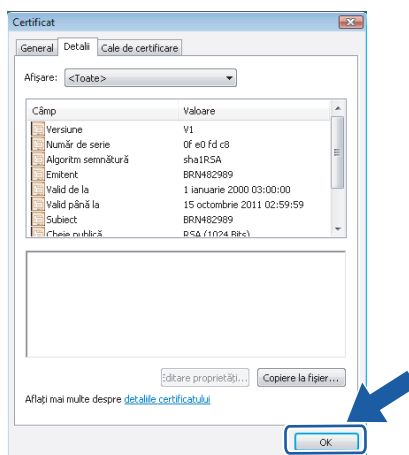 Certificat
General Detalii Cale de certificare
Afișare: <Toate>
Câmp Valoare
Versiune V1
Număr de serie 0f e0 fd c8
Algoritm semnătură sha1RSA
Emitent BRN482989
Valid de la 1 ianuarie 2000 03:00:00
Valid până la 15 octombrie 2011 02:59:59
Subiect BRN482989
Cheie publică RSA (1024 Bits)
Editare proprietăți... Copiere la fișier...
Aflați mai multe despre detaliile certificatului
OK